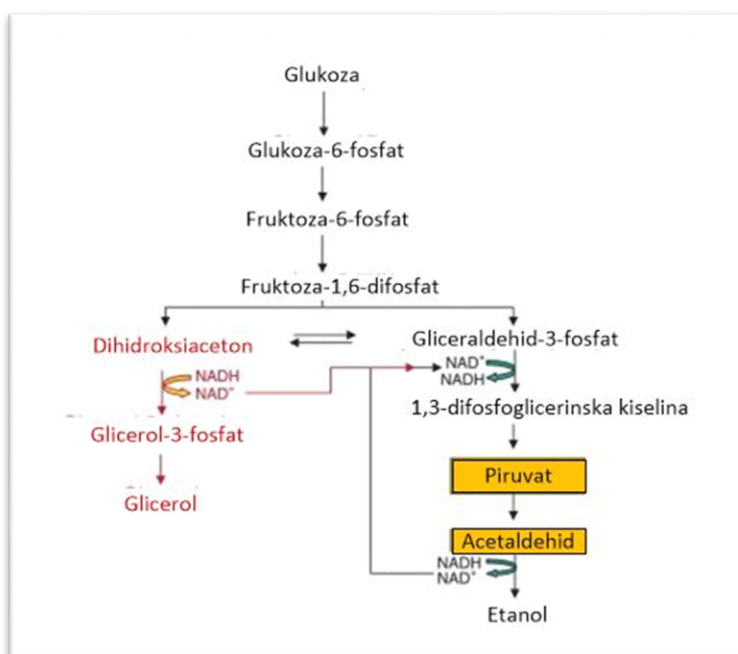 Glukoza
Glukoza-6-fosfat
Fruktoza-6-fosfat
Fruktoza-1,6-difosfat
Dihidroksiaceton
Gliceraldehid-3-fosfat
NADH
NAD⁺
NAD⁺
NADH
1,3-difosfoglicerinska kiselina
Glicerol-3-fosfat
Glicerol
Piruvat
Acetaldehid
NADH
NAD⁺
Etanol